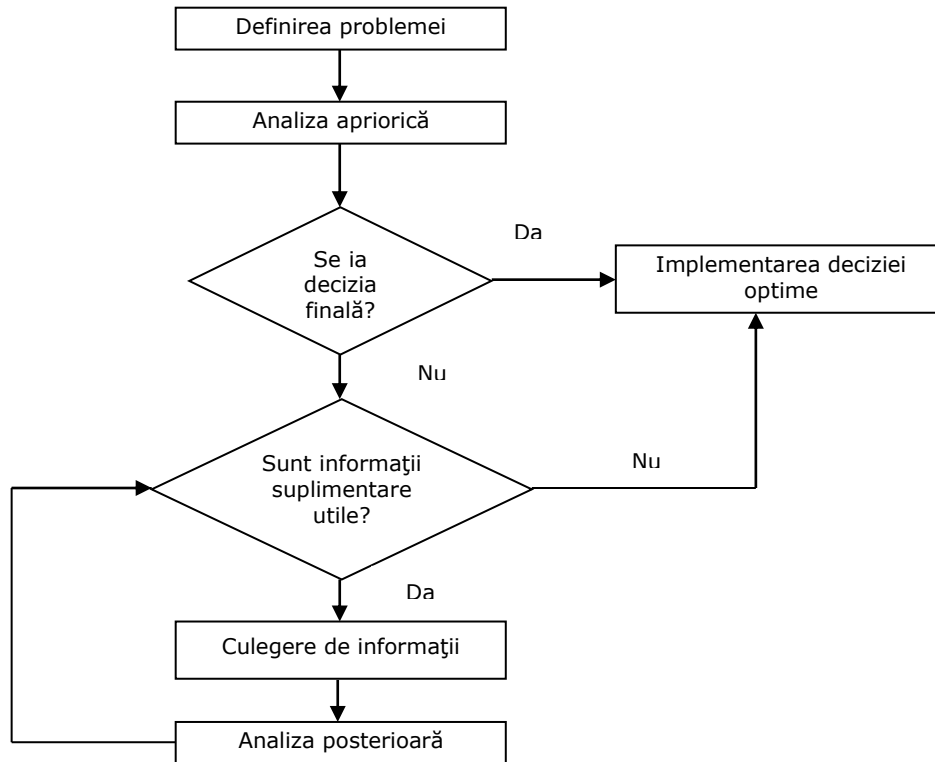 Definirea problemei
Analiza apriorică
Se ia
decizia
finală?
Da
Implementarea deciziei
optime
Nu
Sunt informaţii
suplimentare
utile?
Nu
Da
Culegere de informaţii
Analiza posterioară